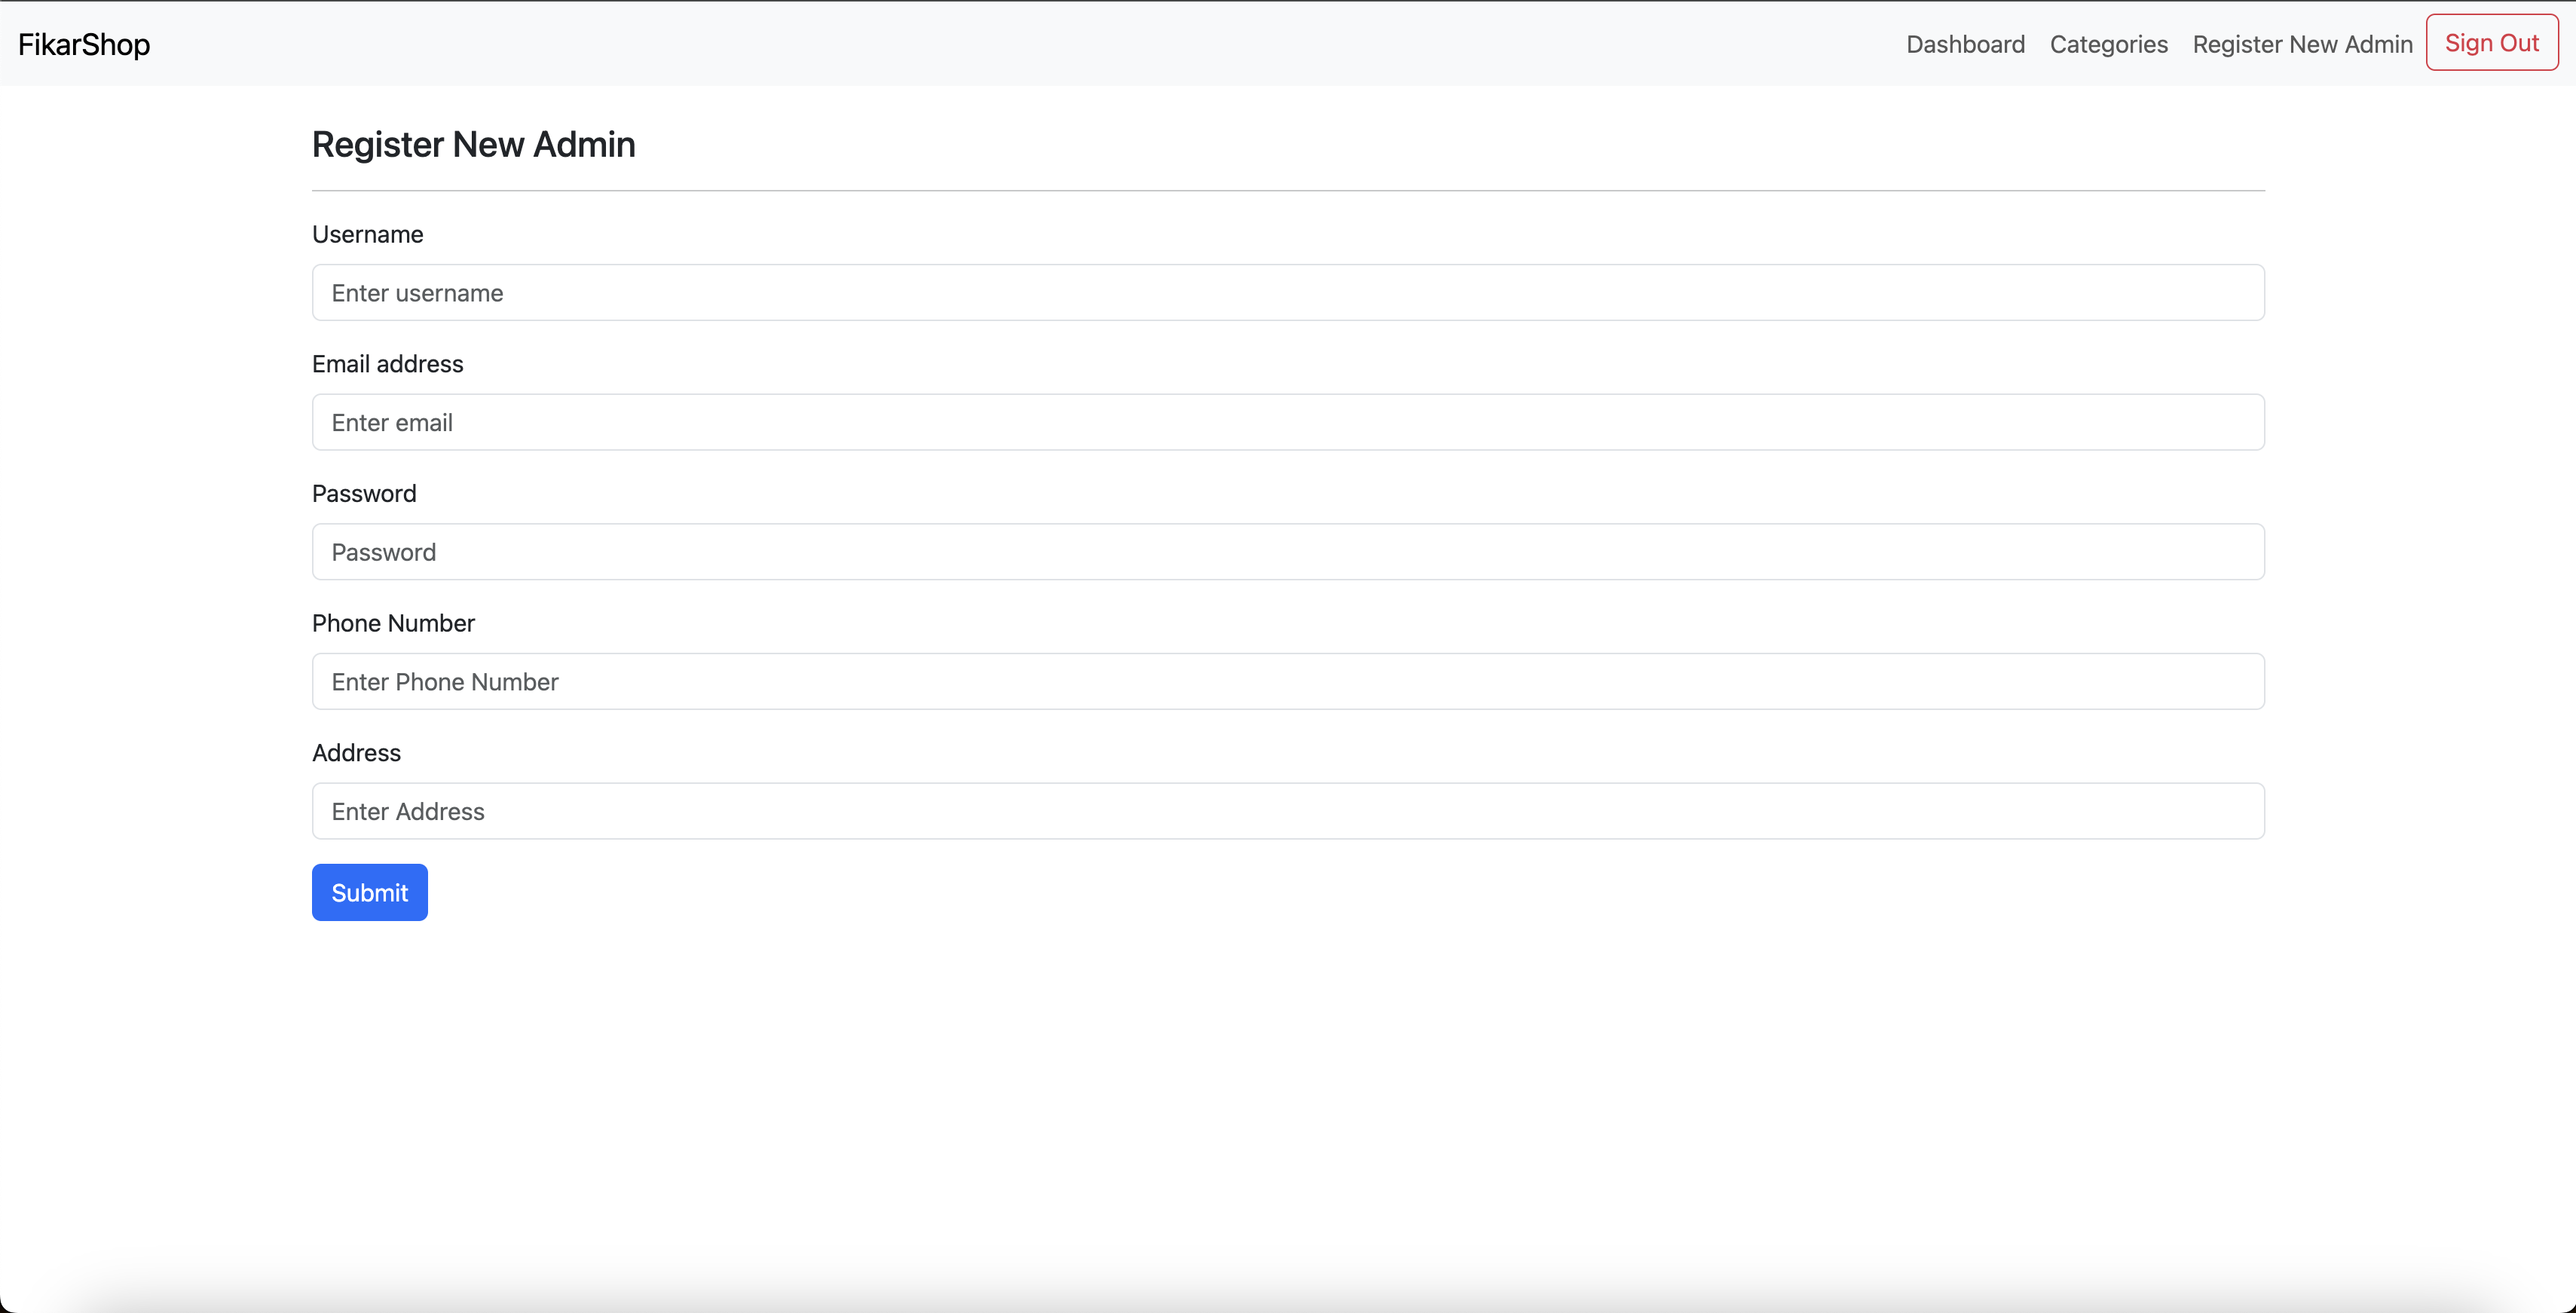 FikarShop
Dashboard Categories Register New Admin Sign Out
Register New Admin
Username
Enter username
Email address
Enter email
Password
Password
Phone Number
Enter Phone Number
Address
Enter Address
Submit